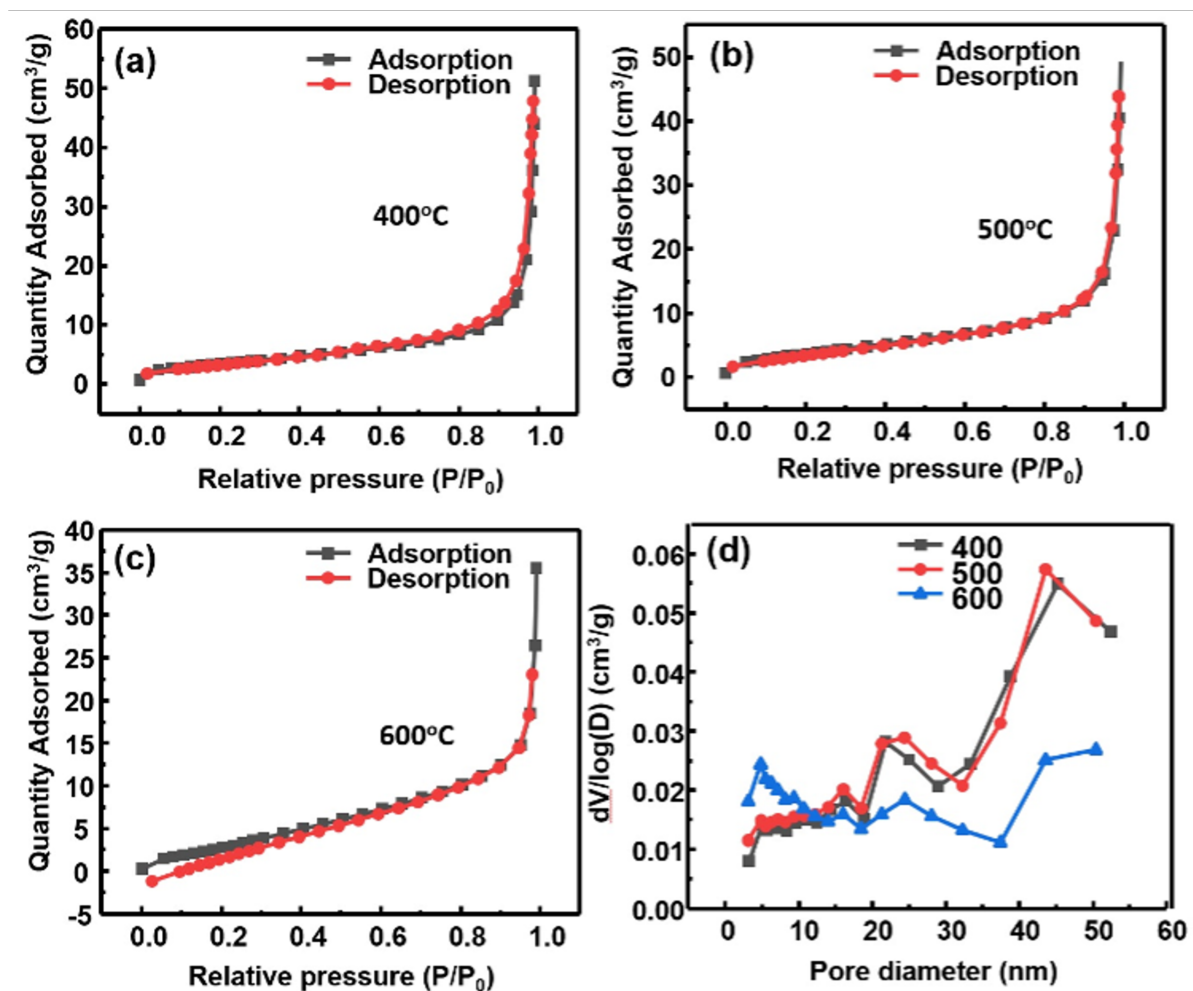 (a)
Adsorption
Desorption
400°C
Quantity Adsorbed (cm³/g)
60
50
40
30
20
10
0
0.0 0.2 0.4 0.6 0.8 1.0
Relative pressure (P/P₀)
(b)
Adsorption
Desorption
500°C
Quantity Adsorbed (cm³/g)
50
40
30
20
10
0
0.0 0.2 0.4 0.6 0.8 1.0
Relative pressure (P/P₀)
(c)
Adsorption
Desorption
600°C
Quantity Adsorbed (cm³/g)
40
35
30
25
20
15
10
5
0
-5
0.0 0.2 0.4 0.6 0.8 1.0
Relative pressure (P/P₀)
(d)
400
500
600
dV/log(D) (cm³/g)
0.06
0.05
0.04
0.03
0.02
0.01
0.00
0 10 20 30 40 50 60
Pore diameter (nm)